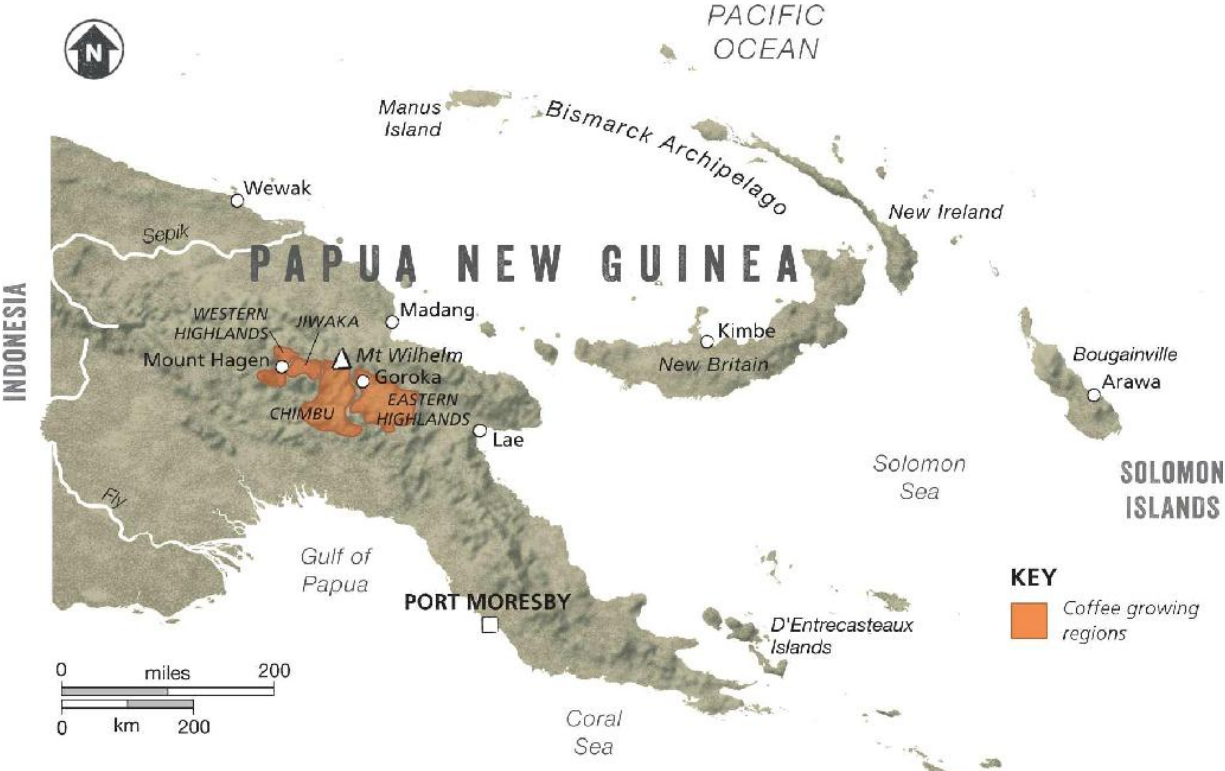 PACIFIC
OCEAN
N
Manus
Island
Bismarck Archipelago
Wewak
New Ireland
Sepik
PAPUA NEW GUINEA
INDONESIA
WESTERN
HIGHLANDS
JIWAKA
Madang
Kimbe
Mount Hagen
Mt Wilhelm
New Britain
Bougainville
Goroka
Arawa
CHIMBU
EASTERN
HIGHLANDS
Lae
Solomon
Sea
SOLOMON
ISLANDS
Fly
Gulf of
Papua
PORT MORESBY
KEY
Coffee growing
regions
D'Entrecasteaux
Islands
0 miles 200
0 km 200
Coral
Sea